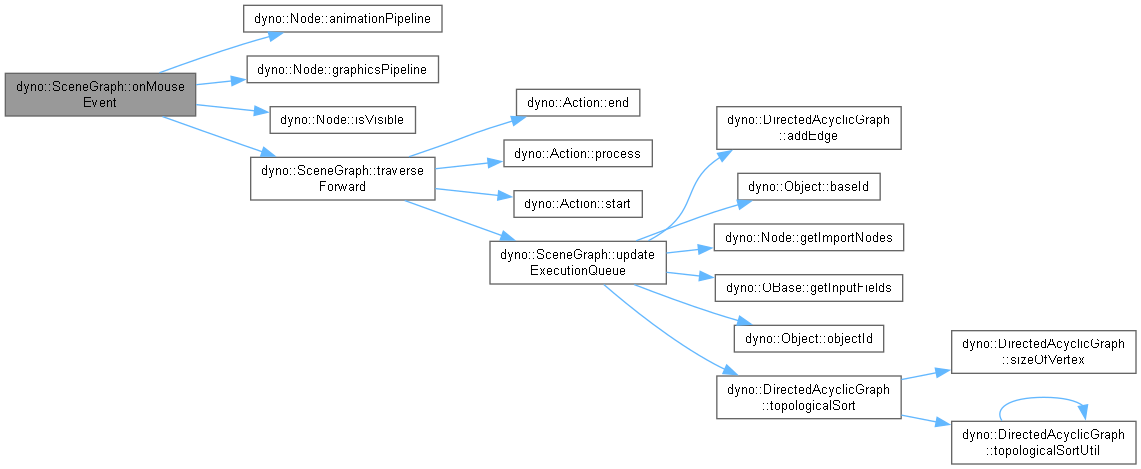 dyno::Node::animationPipeline
dyno::Node::graphicsPipeline
dyno::SceneGraph::onMouse
Event
dyno::Node::isVisible
dyno::SceneGraph::traverse
Forward
dyno::Action::end
dyno::Action::process
dyno::Action::start
dyno::SceneGraph::update
ExecutionQueue
dyno::DirectedAcyclicGraph
::addEdge
dyno::Object::baseId
dyno::Node::getImportNodes
dyno::OBase::getInputFields
dyno::Object::objectId
dyno::DirectedAcyclicGraph
::topologicalSort
dyno::DirectedAcyclicGraph
::sizeOfVertex
dyno::DirectedAcyclicGraph
::topologicalSortUtil